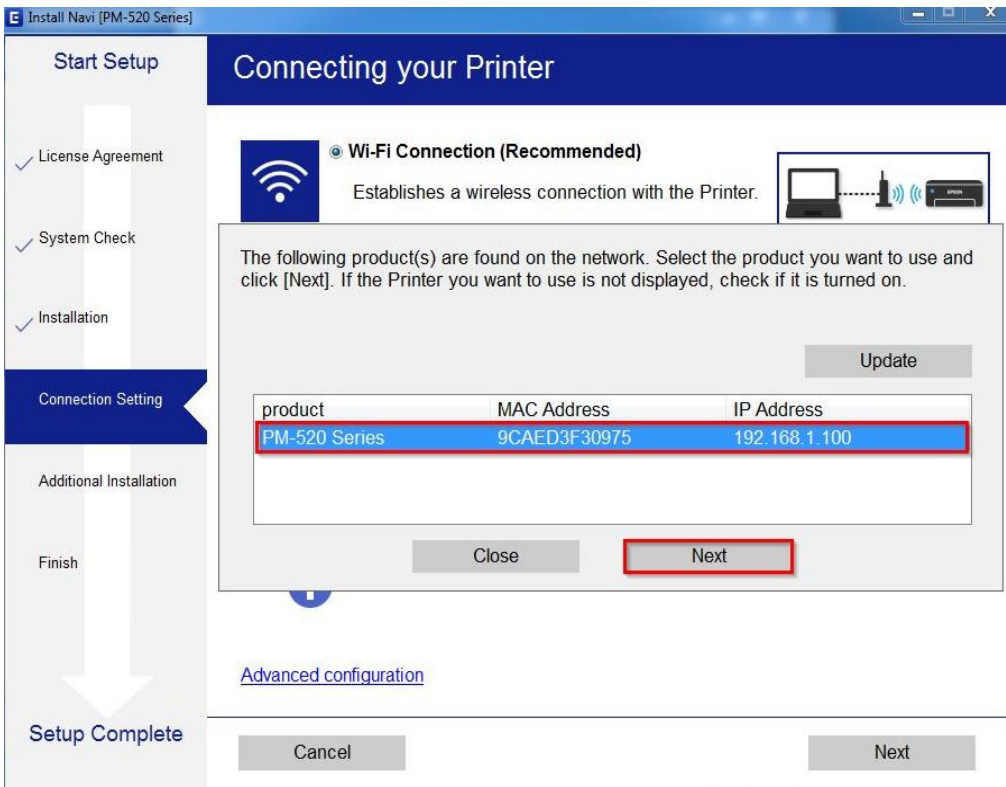 Install Navi [PM-520 Series]
Start Setup
License Agreement
System Check
Installation
Connection Setting
Additional Installation
Finish
Setup Complete
Connecting your Printer
Wi-Fi Connection (Recommended)
Establishes a wireless connection with the Printer.
EPSON
The following product(s) are found on the network. Select the product you want to use and
click [Next]. If the Printer you want to use is not displayed, check if it is turned on.
Update
product MAC Address IP Address
PM-520 Series 9CAED3F30975 192.168.1.100
Close Next
Advanced configuration
Cancel Next